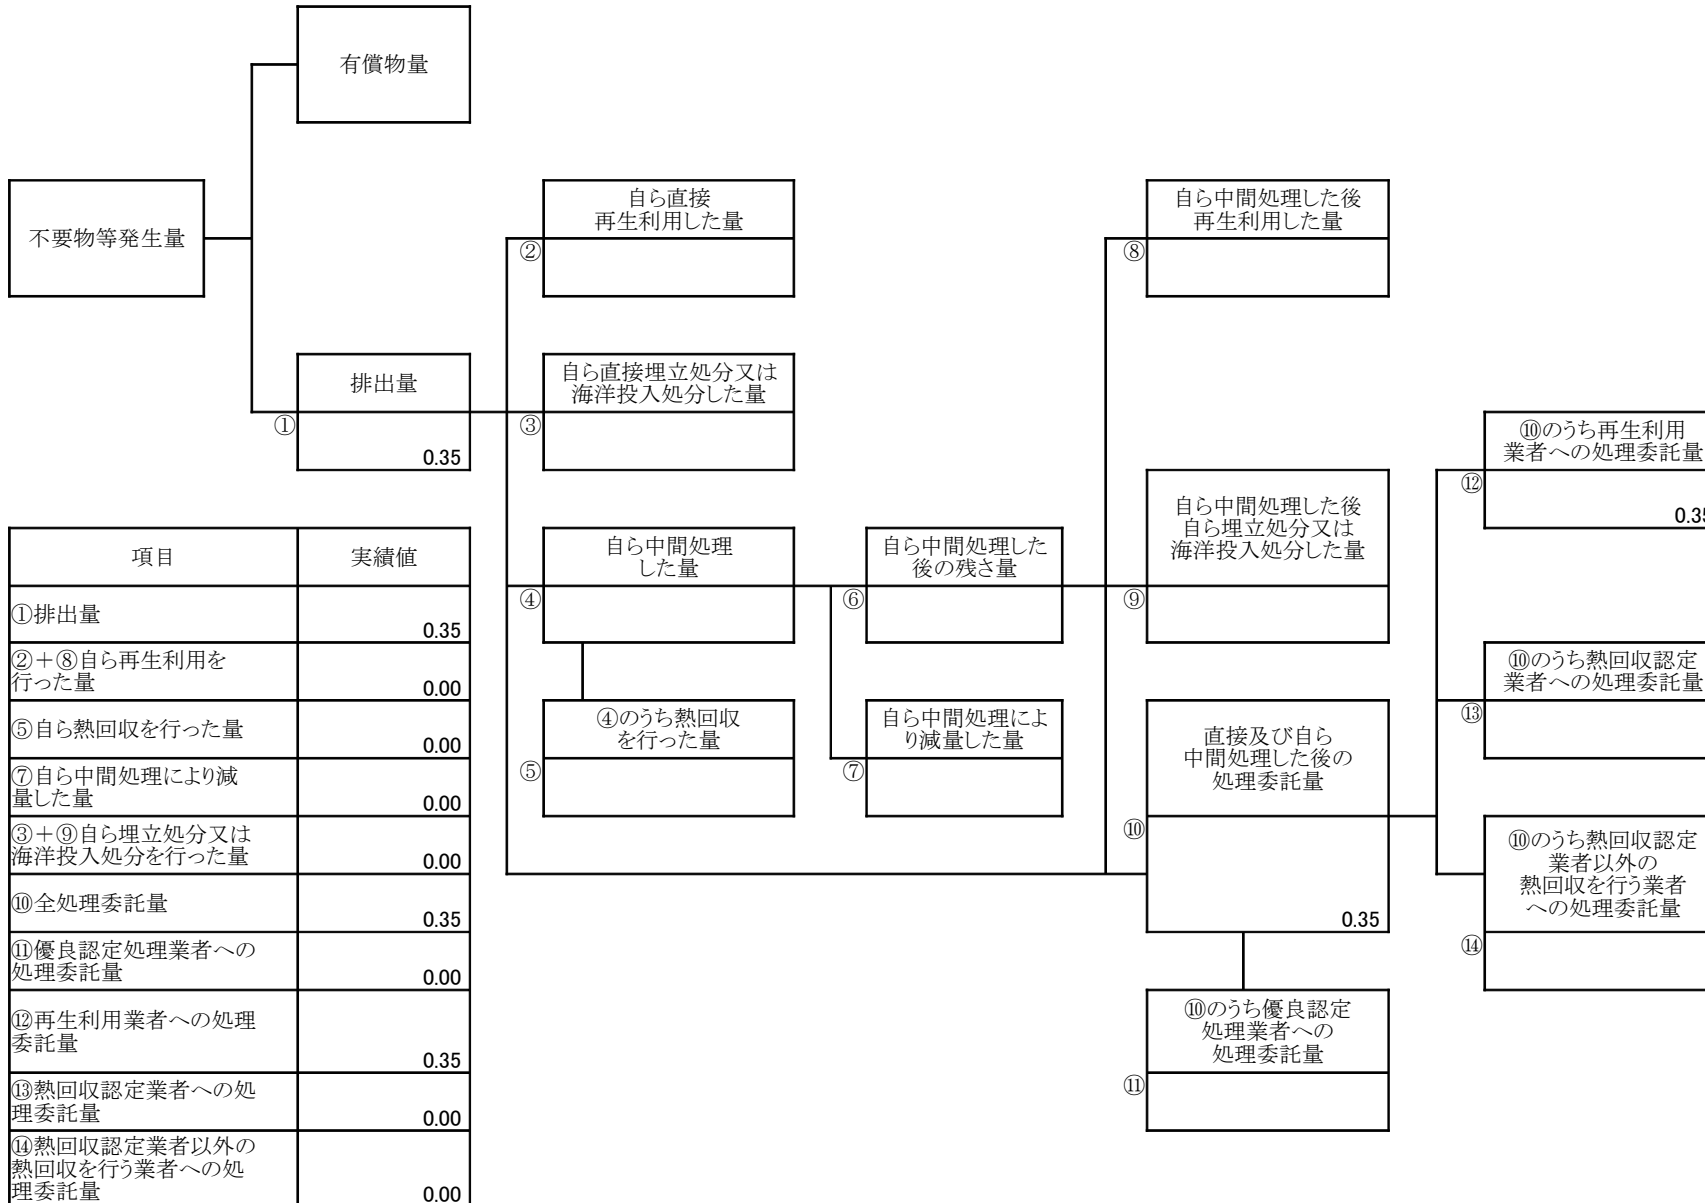 有償物量
不要物等発生量
自ら直接
再生利用した量
②
自ら中間処理した後
再生利用した量
⑧
排出量
①
0.35
自ら直接埋立処分又は
海洋投入処分した量
③
⑩のうち再生利用
業者への処理委託量
⑫
0.35
自ら中間処理した後
自ら埋立処分又は
海洋投入処分した量
⑨
自ら中間処理
した量
④
自ら中間処理した
後の残さ量
⑥
⑩のうち熱回収認定
業者への処理委託量
⑬
④のうち熱回収
を行った量
⑤
自ら中間処理によ
り減量した量
⑦
直接及び自ら
中間処理した後の
処理委託量
⑩
0.35
⑩のうち熱回収認定
業者以外の
熱回収を行う業者
への処理委託量
⑭
⑩のうち優良認定
処理業者への
処理委託量
⑪
項目 実績値
①排出量 0.35
②+⑧自ら再生利用を
行った量 0.00
⑤自ら熱回収を行った量 0.00
⑦自ら中間処理により減
量した量 0.00
③+⑨自ら埋立処分又は
海洋投入処分を行った量 0.00
⑩全処理委託量 0.35
⑪優良認定処理業者への
処理委託量 0.00
⑫再生利用業者への処理
委託量 0.35
⑬熱回収認定業者への処
理委託量 0.00
⑭熱回収認定業者以外の
熱回収を行う業者への処
理委託量 0.00